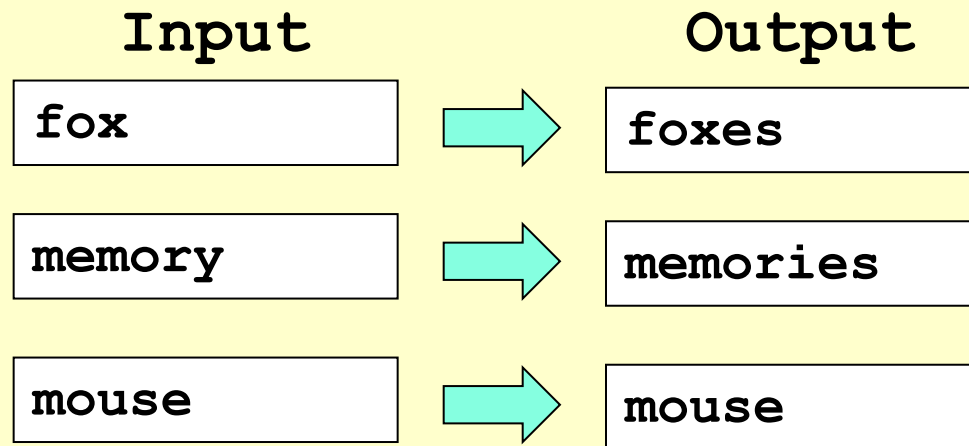 Input Output
fox foxes
memory memories
mouse mouse